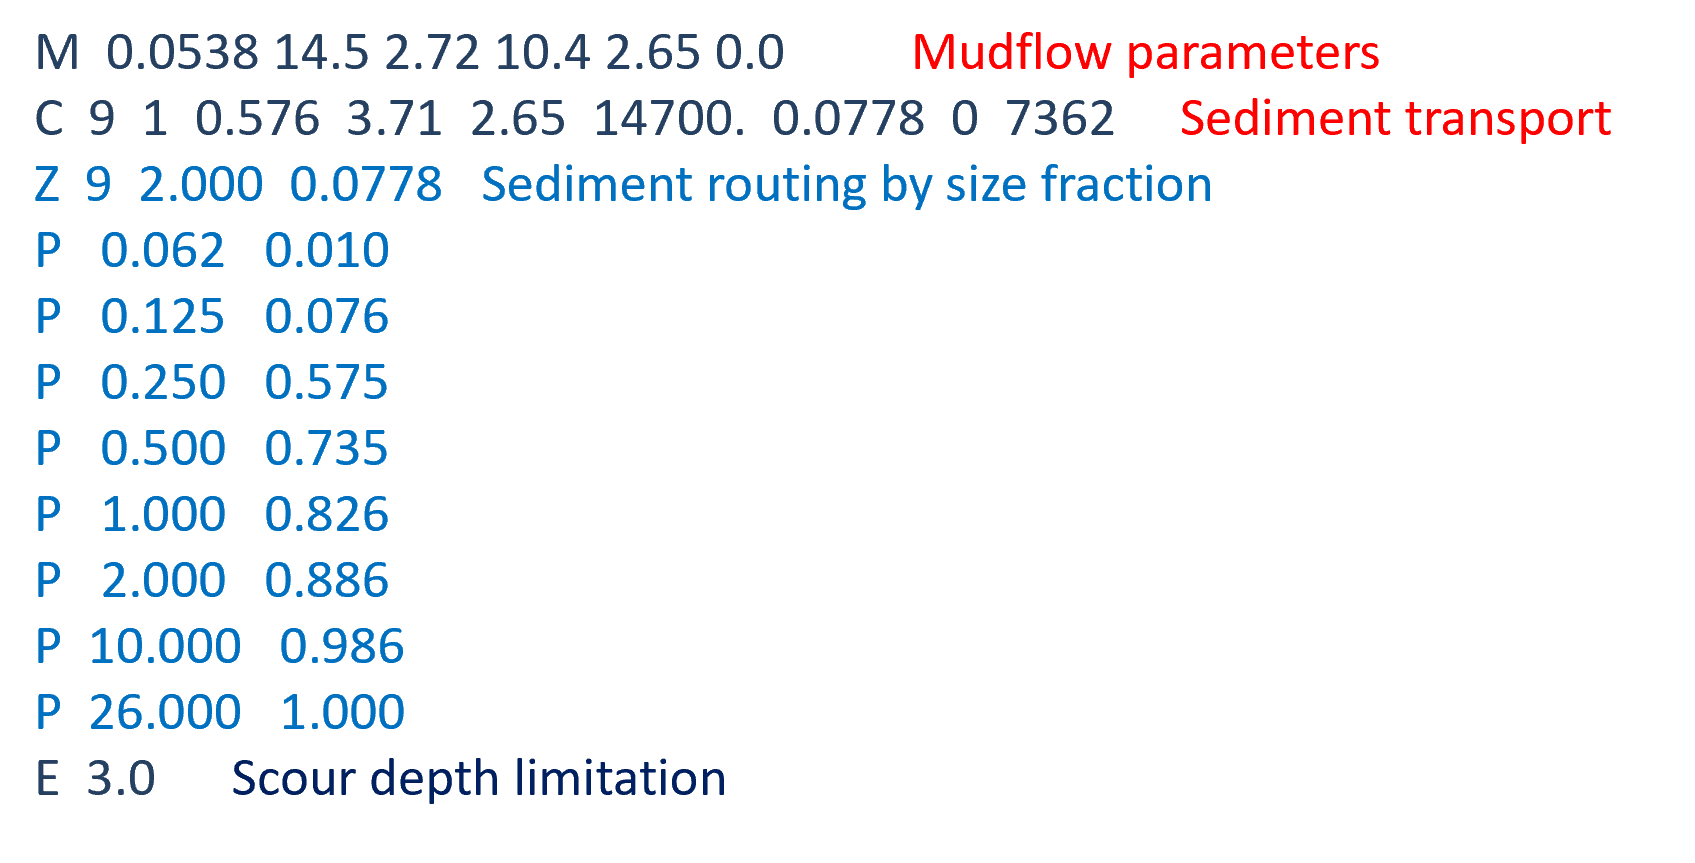 M 0.0538 14.5 2.72 10.4 2.65 0.0 Mudflow parameters
C 9 1 0.576 3.71 2.65 14700. 0.0778 0 7362 Sediment transport
Z 9 2.000 0.0778 Sediment routing by size fraction
P 0.062 0.010
P 0.125 0.076
P 0.250 0.575
P 0.500 0.735
P 1.000 0.826
P 2.000 0.886
P 10.000 0.986
P 26.000 1.000
E 3.0 Scour depth limitation